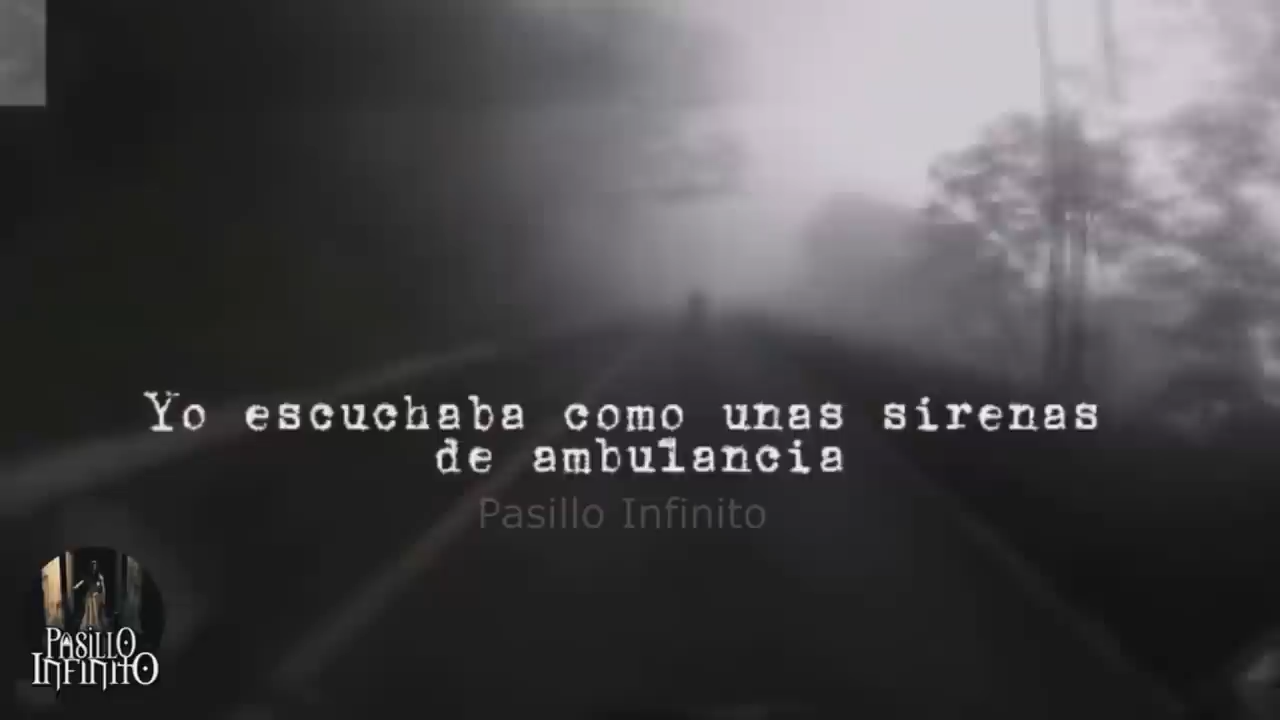 Yo escuchaba como unas sirenas
de ambulancia
Pasillo Infinito
PASILLO
INFINITO